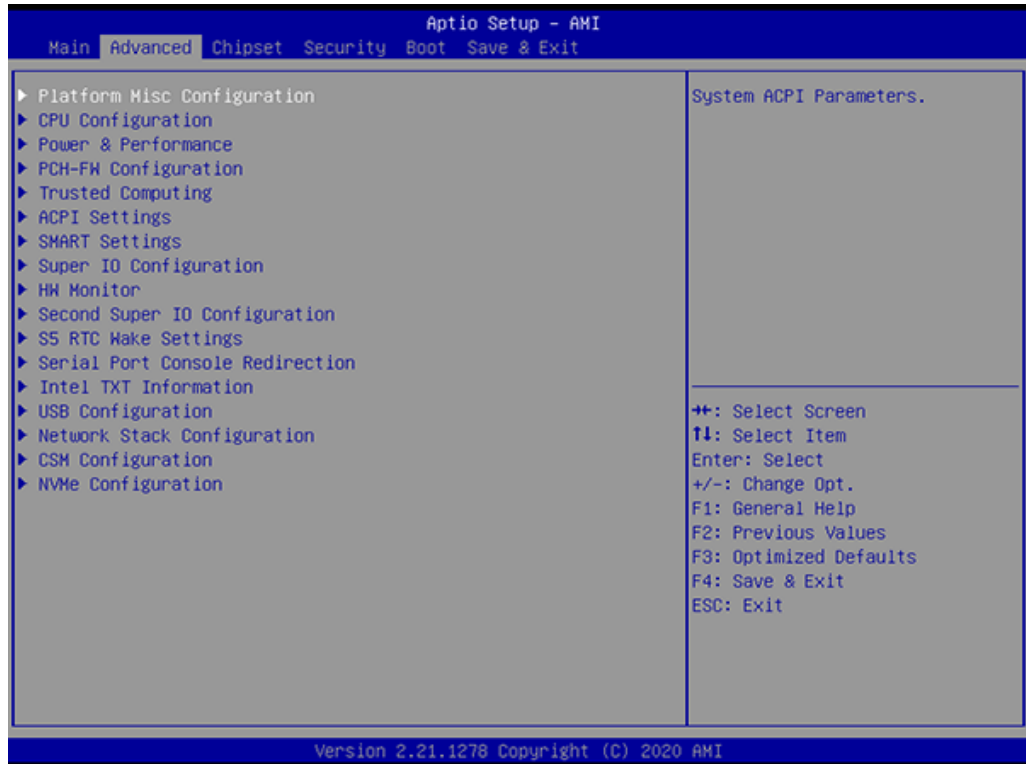 Aptio Setup - AMI
Main Advanced Chipset Security Boot Save & Exit
Platform Misc Configuration
CPU Configuration
Power & Performance
PCH-FW Configuration
Trusted Computing
ACPI Settings
SMART Settings
Super IO Configuration
HW Monitor
Second Super IO Configuration
S5 RTC Wake Settings
Serial Port Console Redirection
Intel TXT Information
USB Configuration
Network Stack Configuration
CSM Configuration
NVMe Configuration
System ACPI Parameters.
→←: Select Screen
↑↓: Select Item
Enter: Select
+/-: Change Opt.
F1: General Help
F2: Previous Values
F3: Optimized Defaults
F4: Save & Exit
ESC: Exit
Version 2.21.1278 Copyright (C) 2020 AMI